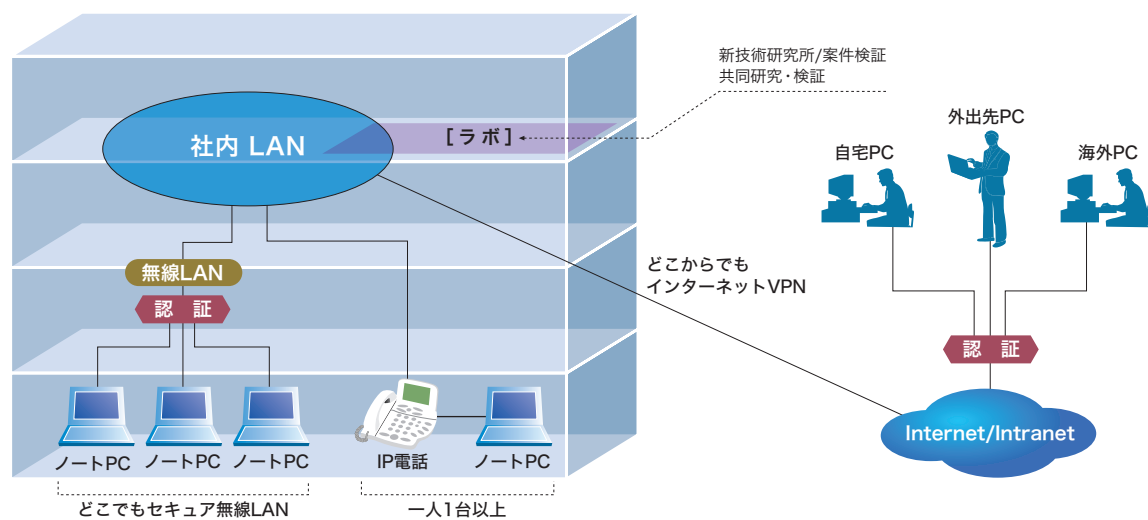 新技術研究所/案件検証
共同研究・検証
社内 LAN
[ ラボ ]
外出先PC
自宅PC
海外PC
無線LAN
認 証
どこからでも
インターネットVPN
認 証
Internet/Intranet
ノートPC
ノートPC
ノートPC
IP電話
ノートPC
どこでもセキュア無線LAN
一人1台以上